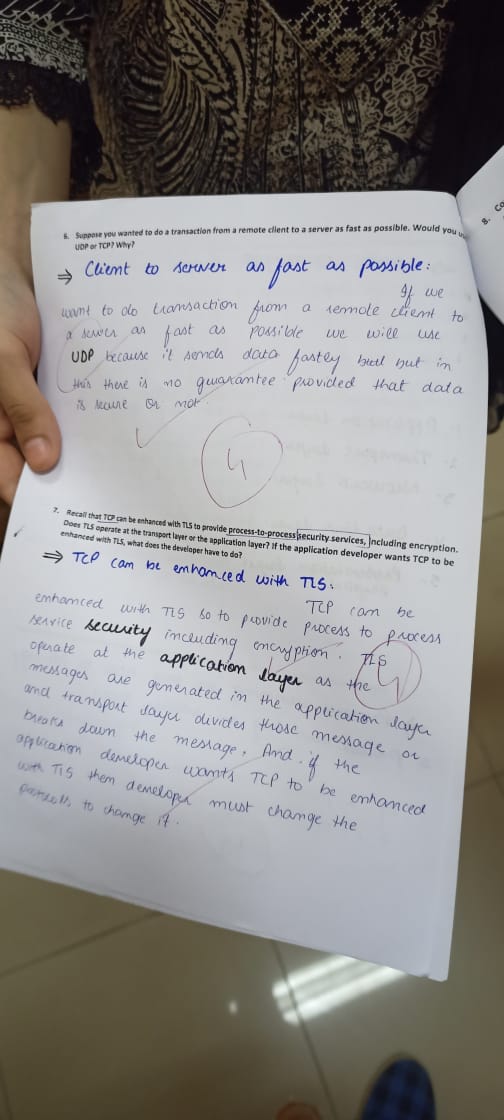 6. Suppose you wanted to do a transaction from a remote client to a server as fast as possible. Would you
UDP or TCP? Why?
⇒ Client to server as fast as possible:
If we
want to do transaction from a remote client to
a server as fast as possible we will use
UDP because it sends data fastly but in
this there is no guarantee provided that data
is secure or not.
4
7. Recall that TCP can be enhanced with TLS to provide process-to-process security services, including encryption.
Does TLS operate at the transport layer or the application layer? If the application developer wants TCP to be
enhanced with TLS, what does the developer have to do?
⇒ TCP can be enhanced with TLS:
TCP can be
enhanced with TLS so to provide process to process
service security including encryption. TLS
4
operate at the application layer as the
messages are generated in the application layer
and transport layer divides those message or
breaks down the message. And if the
application developer wants TCP to be enhanced
with TLS them developer must change the
to change it.
8. Co